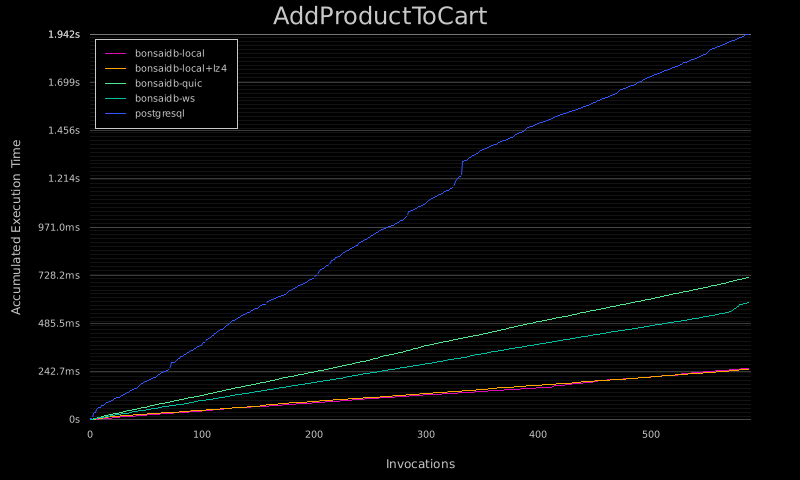 AddProductToCart
1.942s
bonsaidb-local
bonsaidb-local+lz4
1.699s
bonsaidb-quic
bonsaidb-ws
postgresql
1.456s
1.214s
971.0ms
728.2ms
485.5ms
242.7ms
0s
Accumulated Execution Time
0 100 200 300 400 500
Invocations